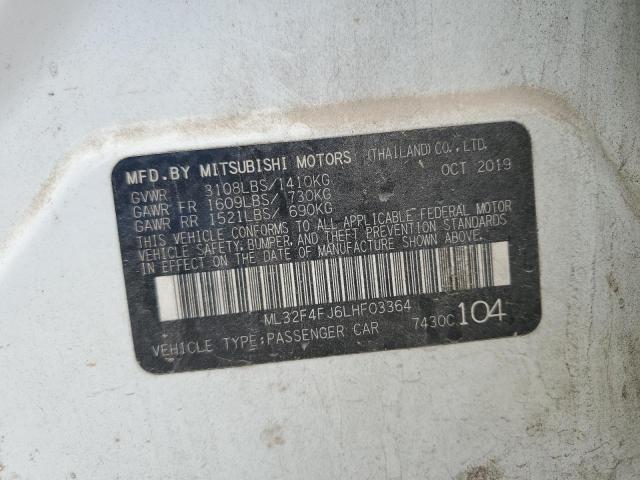 MFD.BY MITSUBISHI MOTORS (THAILAND)CO.,LTD.
OCT 2019
GVWR 3108LBS/1410KG
GAWR FR 1609LBS/ 730KG
GAWR RR 1521LBS/ 690KG
THIS VEHICLE CONFORMS TO ALL APPLICABLE FEDERAL MOTOR
VEHICLE SAFETY, BUMPER, AND THEFT PREVENTION STANDARDS
IN EFFECT ON THE DATE OF MANUFACTURE SHOWN ABOVE.
ML32F4FJ6LHF03364
VEHICLE TYPE:PASSENGER CAR 7430C 104